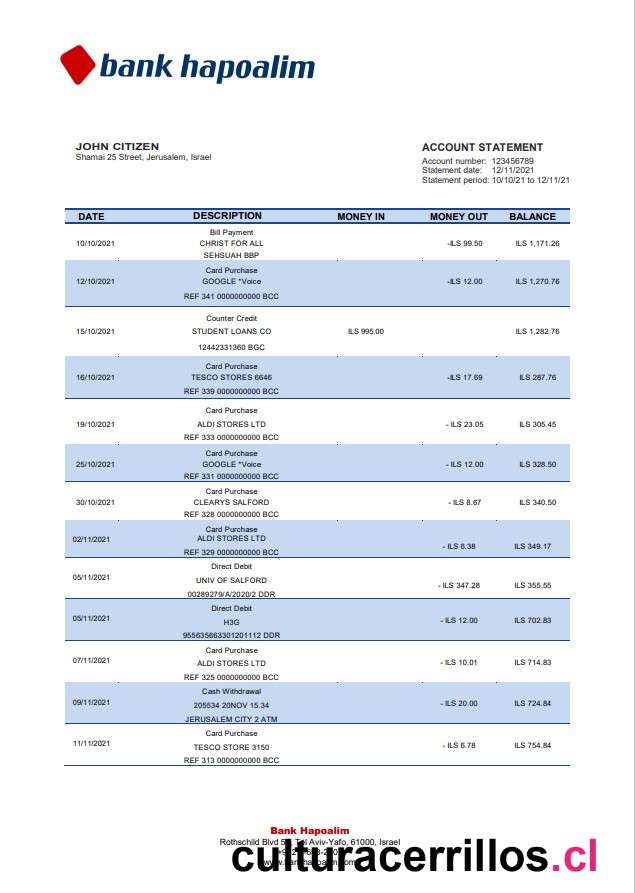 bank hapoalim
JOHN CITIZEN
Shamai 25 Street, Jerusalem, Israel
ACCOUNT STATEMENT
Account number: 123456789
Statement date: 12/11/2021
Statement period: 10/10/21 to 12/11/21
DATE DESCRIPTION MONEY IN MONEY OUT BALANCE
Bill Payment
10/10/2021 CHRIST FOR ALL -ILS 99.50 ILS 1,171.26
SEHSUAH BBP
Card Purchase
12/10/2021 GOOGLE *Voice -ILS 12.00 ILS 1,270.76
REF 341 0000000000 BCC
Counter Credit
15/10/2021 STUDENT LOANS CO ILS 995.00 ILS 1,282.76
12442331360 BGC
Card Purchase
16/10/2021 TESCO STORES 6646 -ILS 17.69 ILS 287.76
REF 339 0000000000 BCC
Card Purchase
19/10/2021 ALDI STORES LTD - ILS 23.05 ILS 305.45
REF 333 0000000000 BCC
Card Purchase
25/10/2021 GOOGLE *Voice - ILS 12.00 ILS 328.50
REF 331 0000000000 BCC
Card Purchase
30/10/2021 CLEARYS SALFORD - ILS 8.67 ILS 340.50
REF 328 0000000000 BCC
Card Purchase
02/11/2021 ALDI STORES LTD
REF 329 0000000000 BCC - ILS 6.38 ILS 349.17
Direct Debit
05/11/2021 UNIV OF SALFORD - ILS 347.28 ILS 355.55
00289279/A/2020/2 DDR
Direct Debit
05/11/2021 H3G - ILS 12.00 ILS 702.83
955635663301201112 DDR
Card Purchase
07/11/2021 ALDI STORES LTD - ILS 10.01 ILS 714.83
REF 325 0000000000 BCC
Cash Withdrawal
09/11/2021 205534 20NOV 15.34 - ILS 20.00 ILS 724.84
JERUSALEM CITY 2 ATM
Card Purchase
11/11/2021 TESCO STORE 3150 - ILS 6.78 ILS 754.84
REF 313 0000000000 BCC
Bank Hapoalim
Rothschild Blvd Tel Aviv-Yafo, 61000, Israel
culturacerrillos.cl